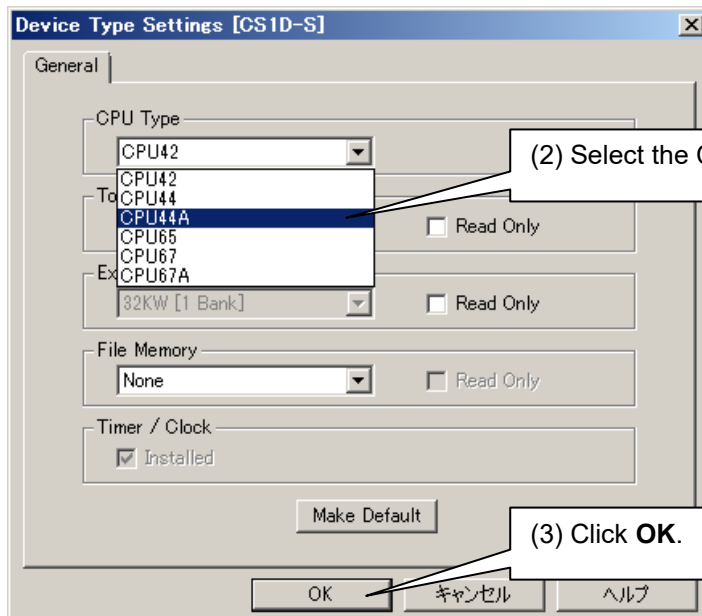 Device Type Settings [CS1D-S]
General
CPU Type
CPU42
(2) Select the
CPU42
CPU44
CPU44A
CPU65
CPU67
CPU67A
To
Read Only
Ex
32KW [1 Bank]
Read Only
File Memory
None
Read Only
Timer / Clock
Installed
Make Default
(3) Click OK.
OK
キャンセル
ヘルプ